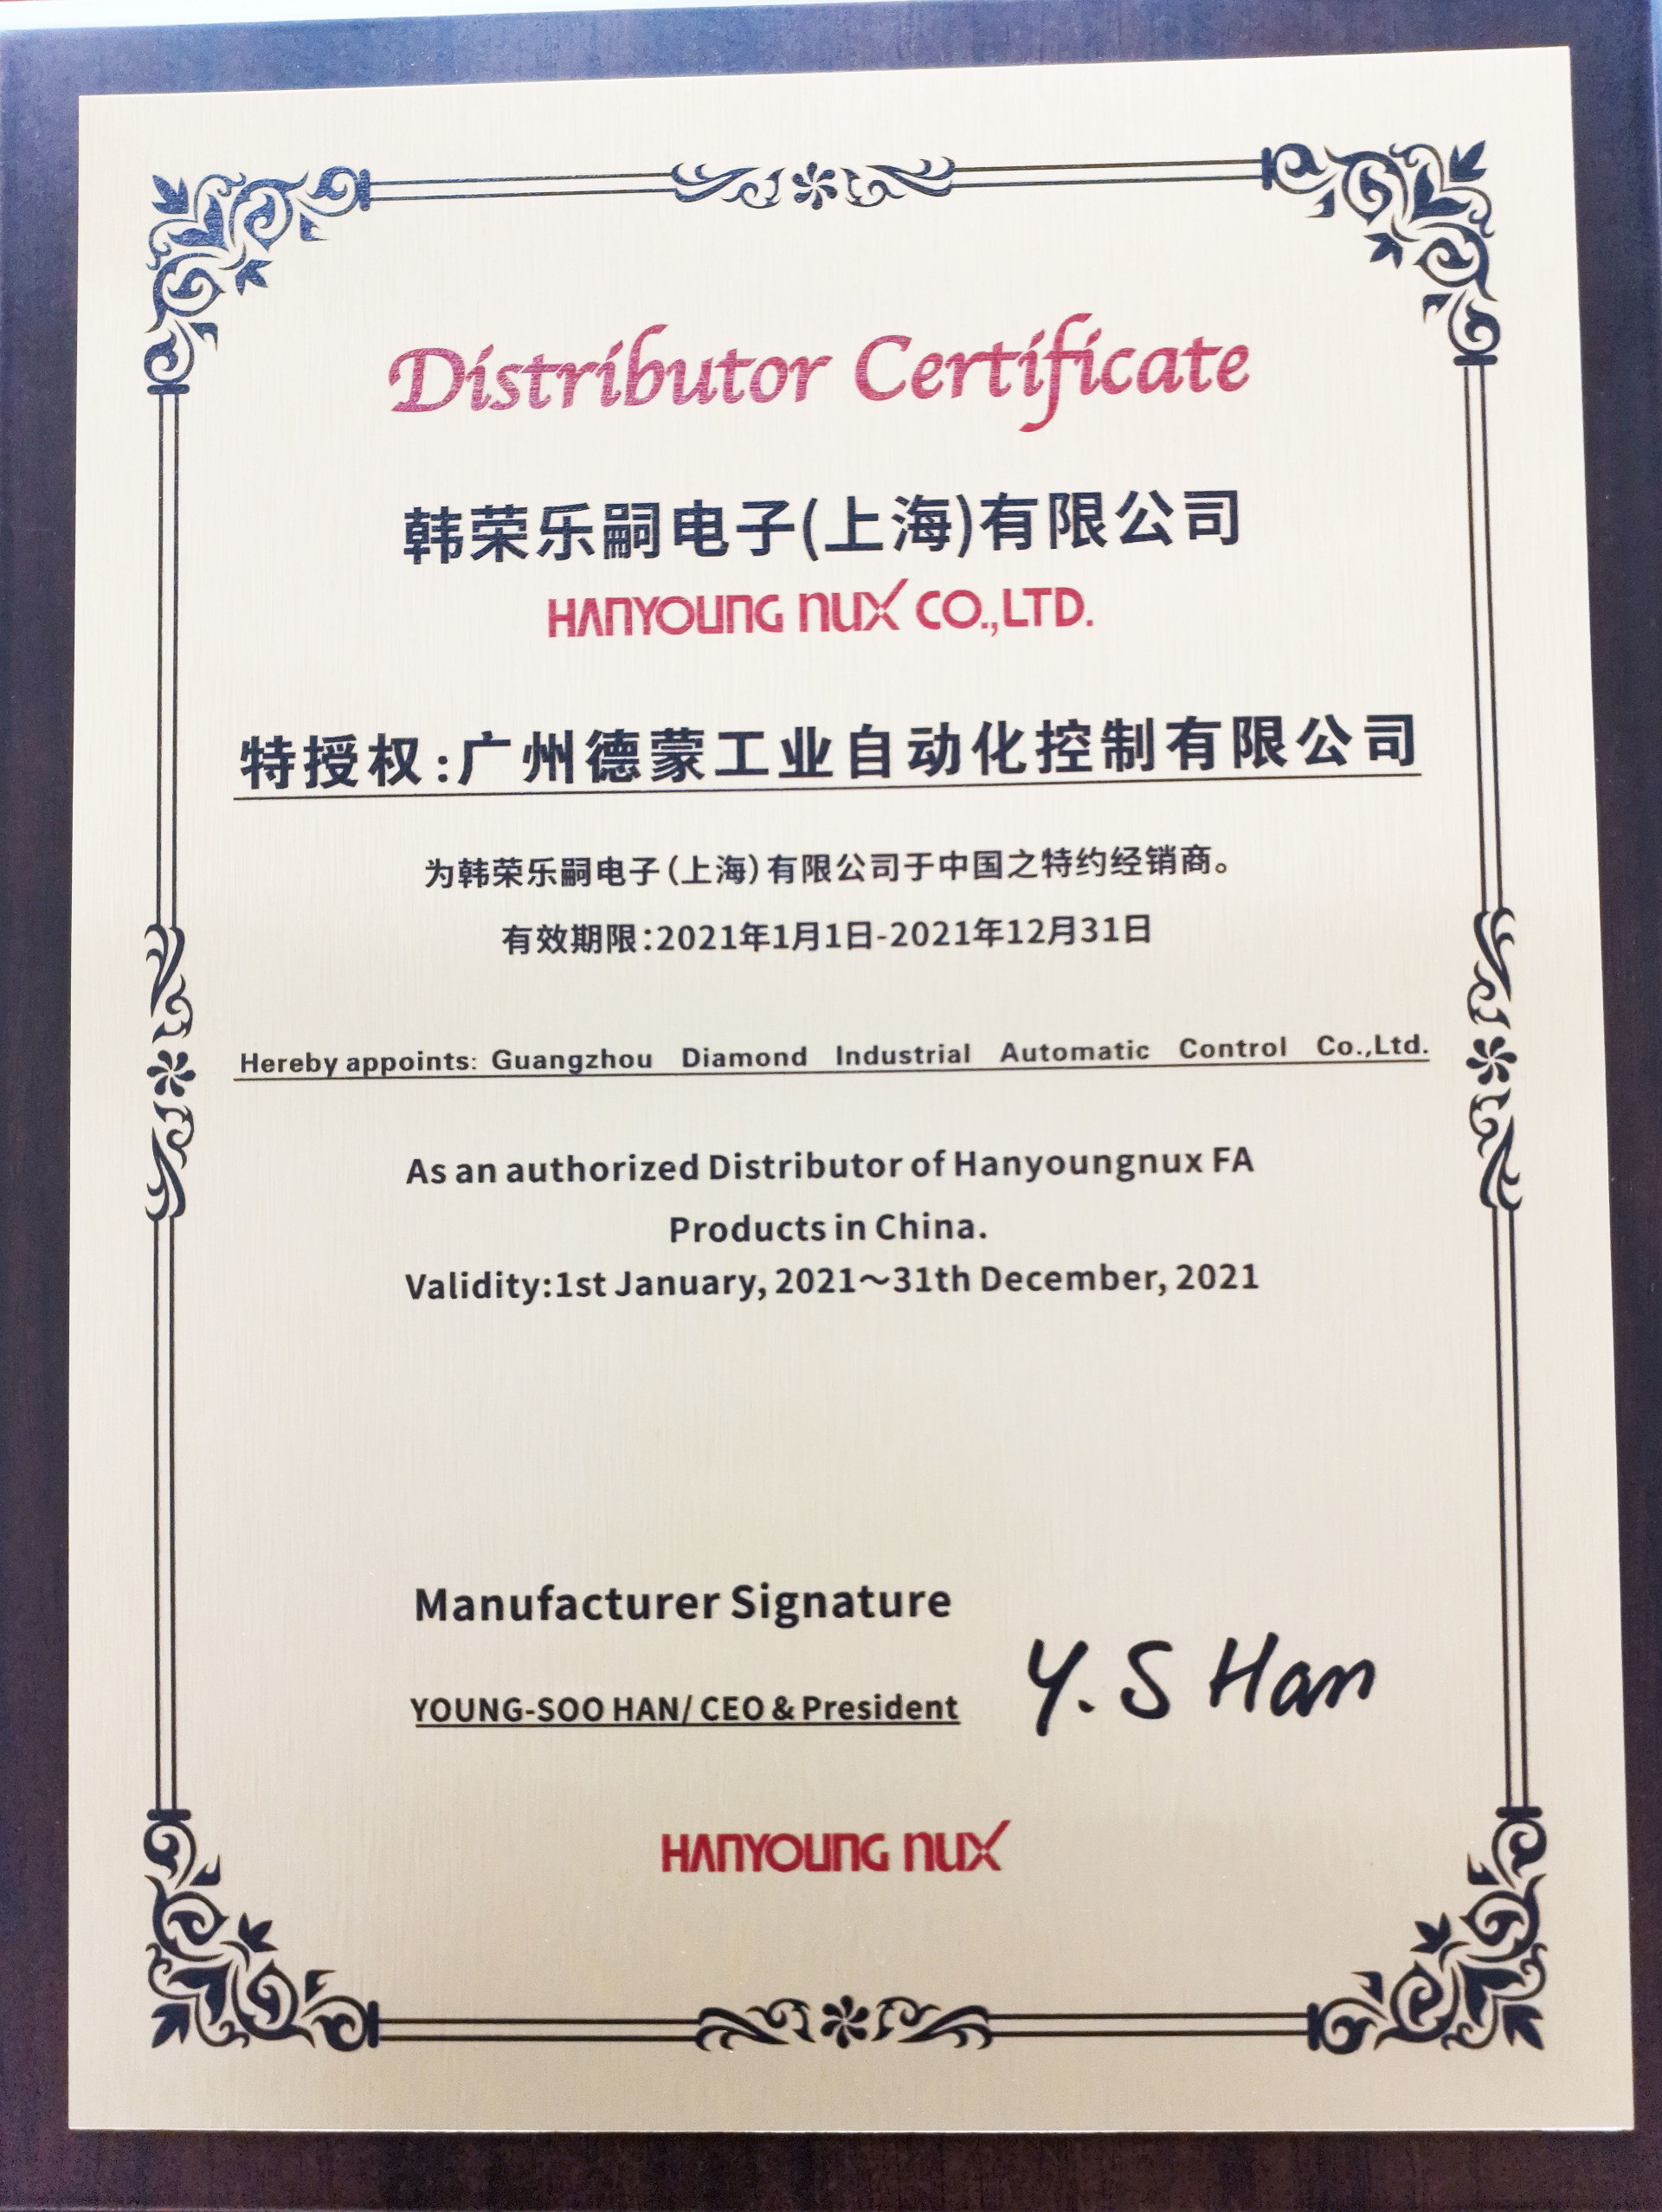 Distributor Certificate
韩荣乐嗣电子(上海)有限公司
HANYOUNG NUX CO.,LTD.
特授权:广州德蒙工业自动化控制有限公司
为韩荣乐嗣电子(上海)有限公司于中国之特约经销商。
有效期限:2021年1月1日-2021年12月31日
Hereby appoints: Guangzhou Diamond Industrial Automatic Control Co.,Ltd.
As an authorized Distributor of Hanyoungnux FA
Products in China.
Validity:1st January, 2021～31th December, 2021
Manufacturer Signature
YOUNG-SOO HAN/ CEO & President
Y. S Han
HANYOUNG NUX